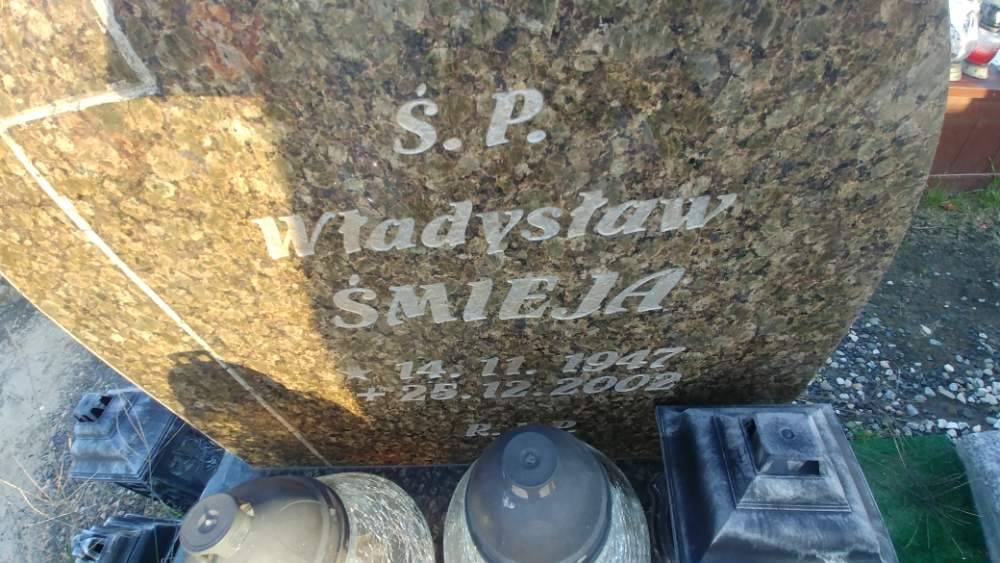 Ś. P.
Władysław
ŚMIEJA
★ 14. 11. 1947
+ 25. 12. 2002